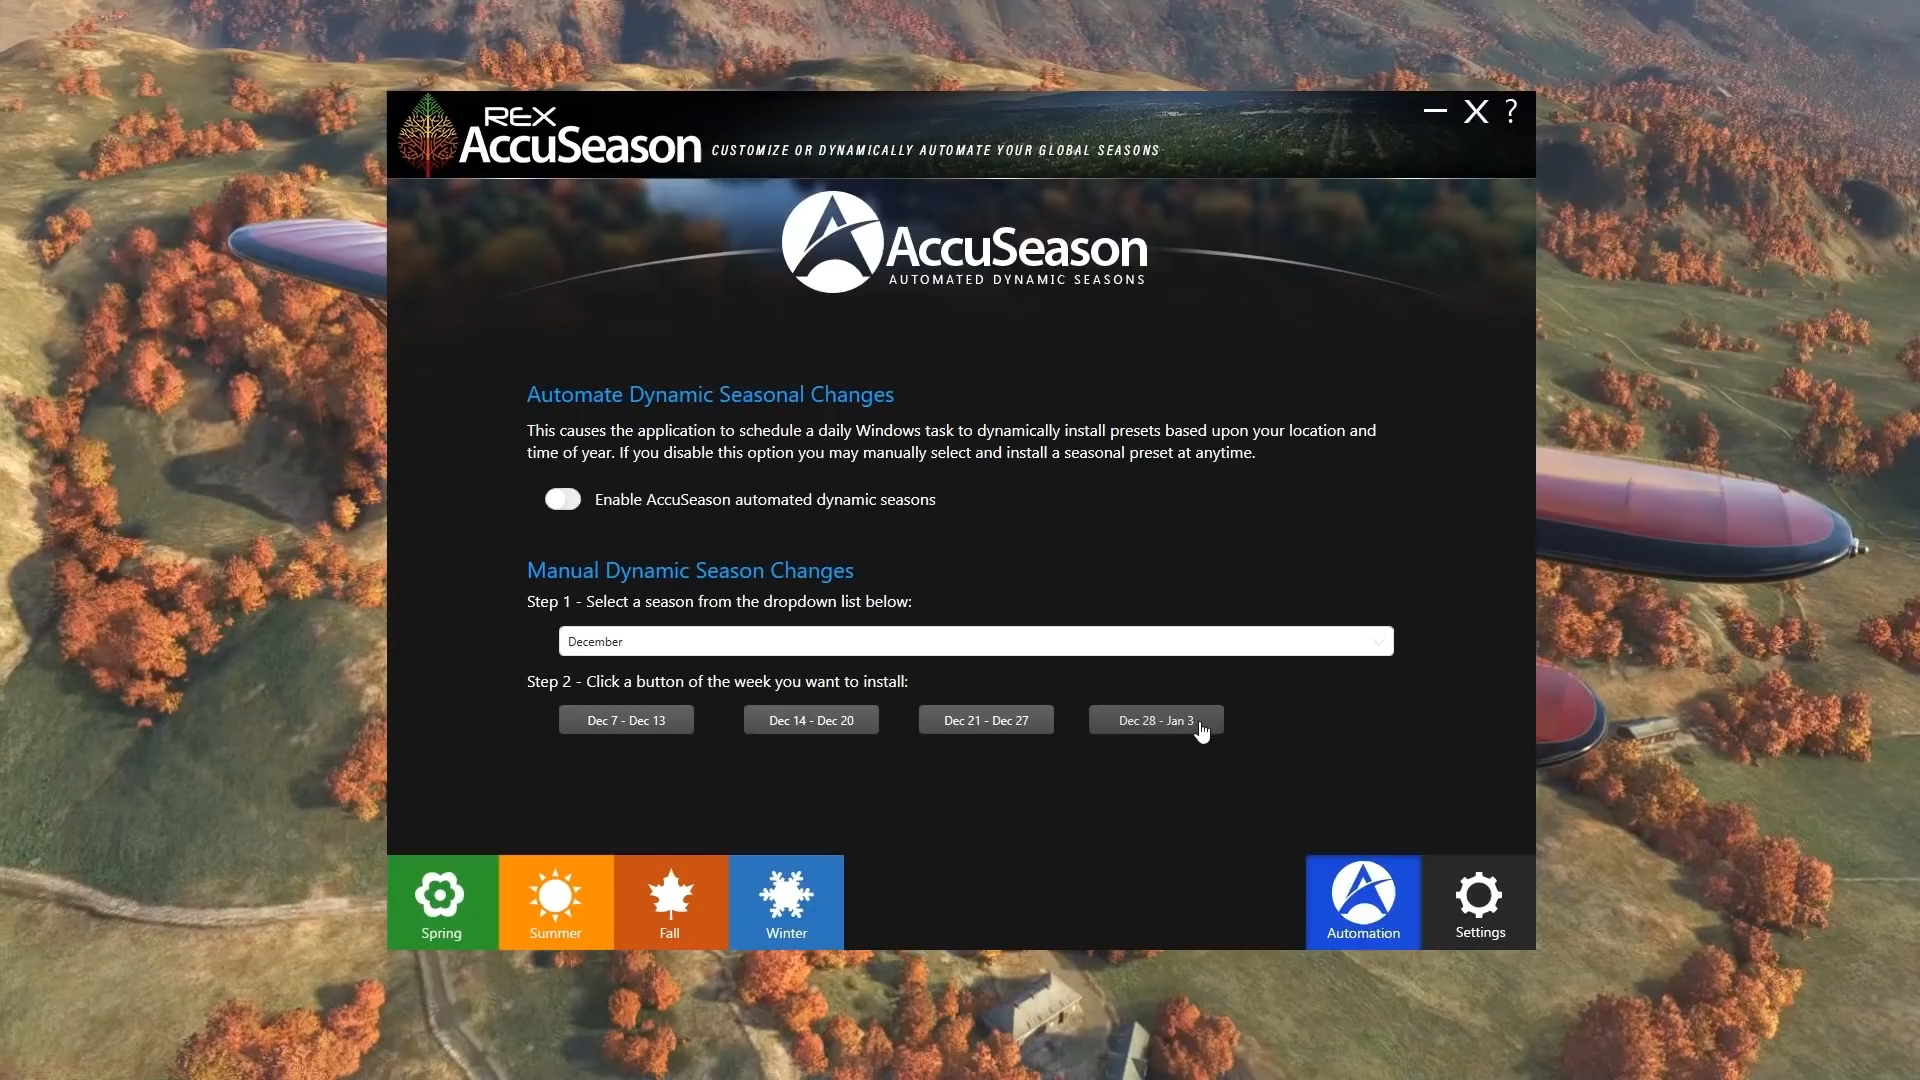 REX
AccuSeason CUSTOMIZE OR DYNAMICALLY AUTOMATE YOUR GLOBAL SEASONS
X ?
AccuSeason
AUTOMATED DYNAMIC SEASONS
Automate Dynamic Seasonal Changes
This causes the application to schedule a daily Windows task to dynamically install presets based upon your location and
time of year. If you disable this option you may manually select and install a seasonal preset at anytime.
Enable AccuSeason automated dynamic seasons
Manual Dynamic Season Changes
Step 1 - Select a season from the dropdown list below:
December
Step 2 - Click a button of the week you want to install:
Dec 7 - Dec 13 Dec 14 - Dec 20 Dec 21 - Dec 27 Dec 28 - Jan 3
Spring Summer Fall Winter Automation Settings